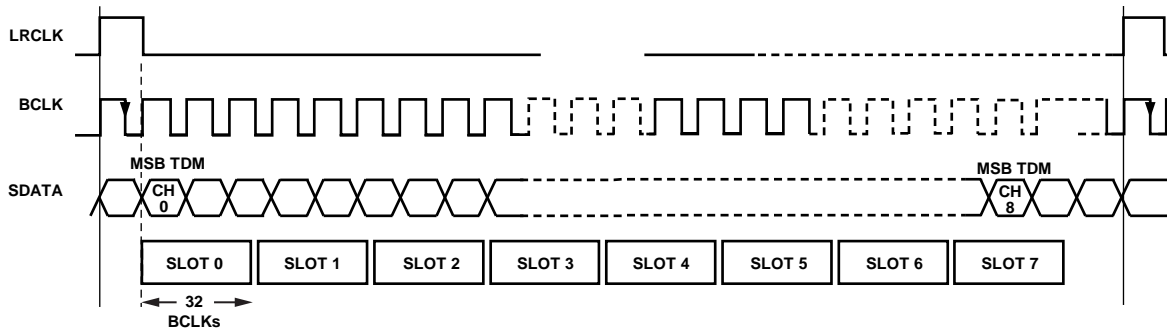 LRCLK
BCLK
MSB TDM
MSB TDM
SDATA
CH
0
CH
8
SLOT 0
SLOT 1
SLOT 2
SLOT 3
SLOT 4
SLOT 5
SLOT 6
SLOT 7
32
BCLKs